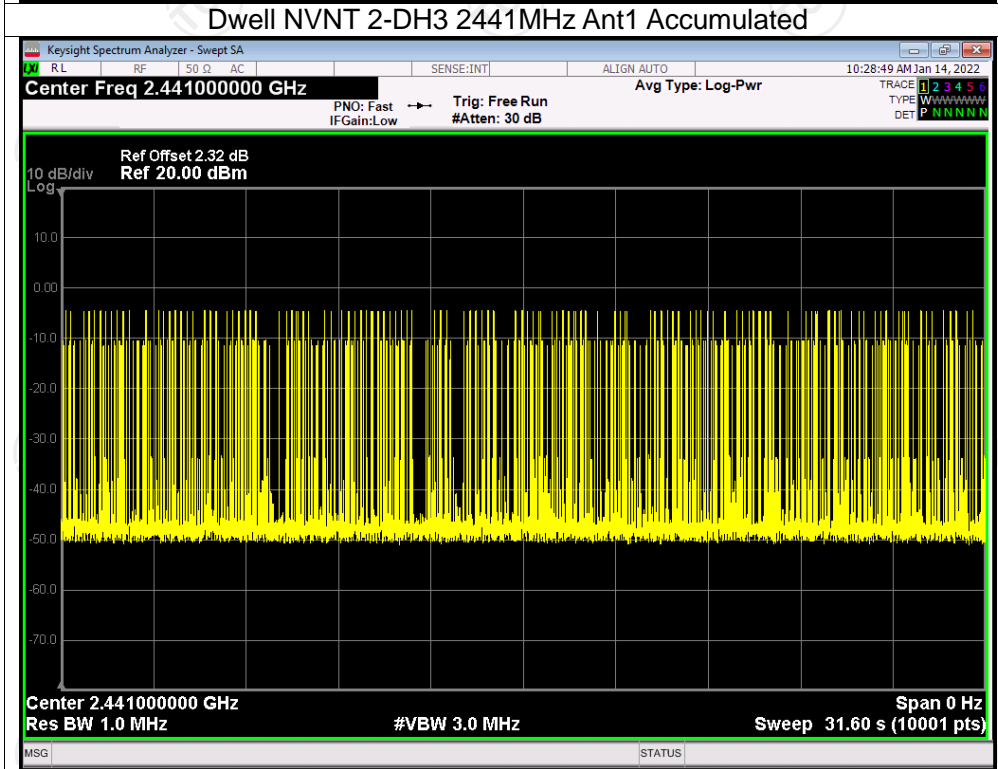 Dwell NVNT 2-DH3 2441MHz Ant1 Accumulated
Keysight Spectrum Analyzer - Swept SA
LXI RL RF 50 Ω AC SENSE:INT ALIGN AUTO 10:28:49 AM Jan 14, 2022
Center Freq 2.441000000 GHz Avg Type: Log-Pwr TRACE 1 2 3 4 5 6
PNO: Fast Trig: Free Run TYPE WWWWWW
IFGain:Low #Atten: 30 dB DET P N N N N N
Ref Offset 2.32 dB
10 dB/div Ref 20.00 dBm
Log
10.0
0.00
-10.0
-20.0
-30.0
-40.0
-50.0
-60.0
-70.0
Center 2.441000000 GHz Span 0 Hz
Res BW 1.0 MHz #VBW 3.0 MHz Sweep 31.60 s (10001 pts)
MSG STATUS